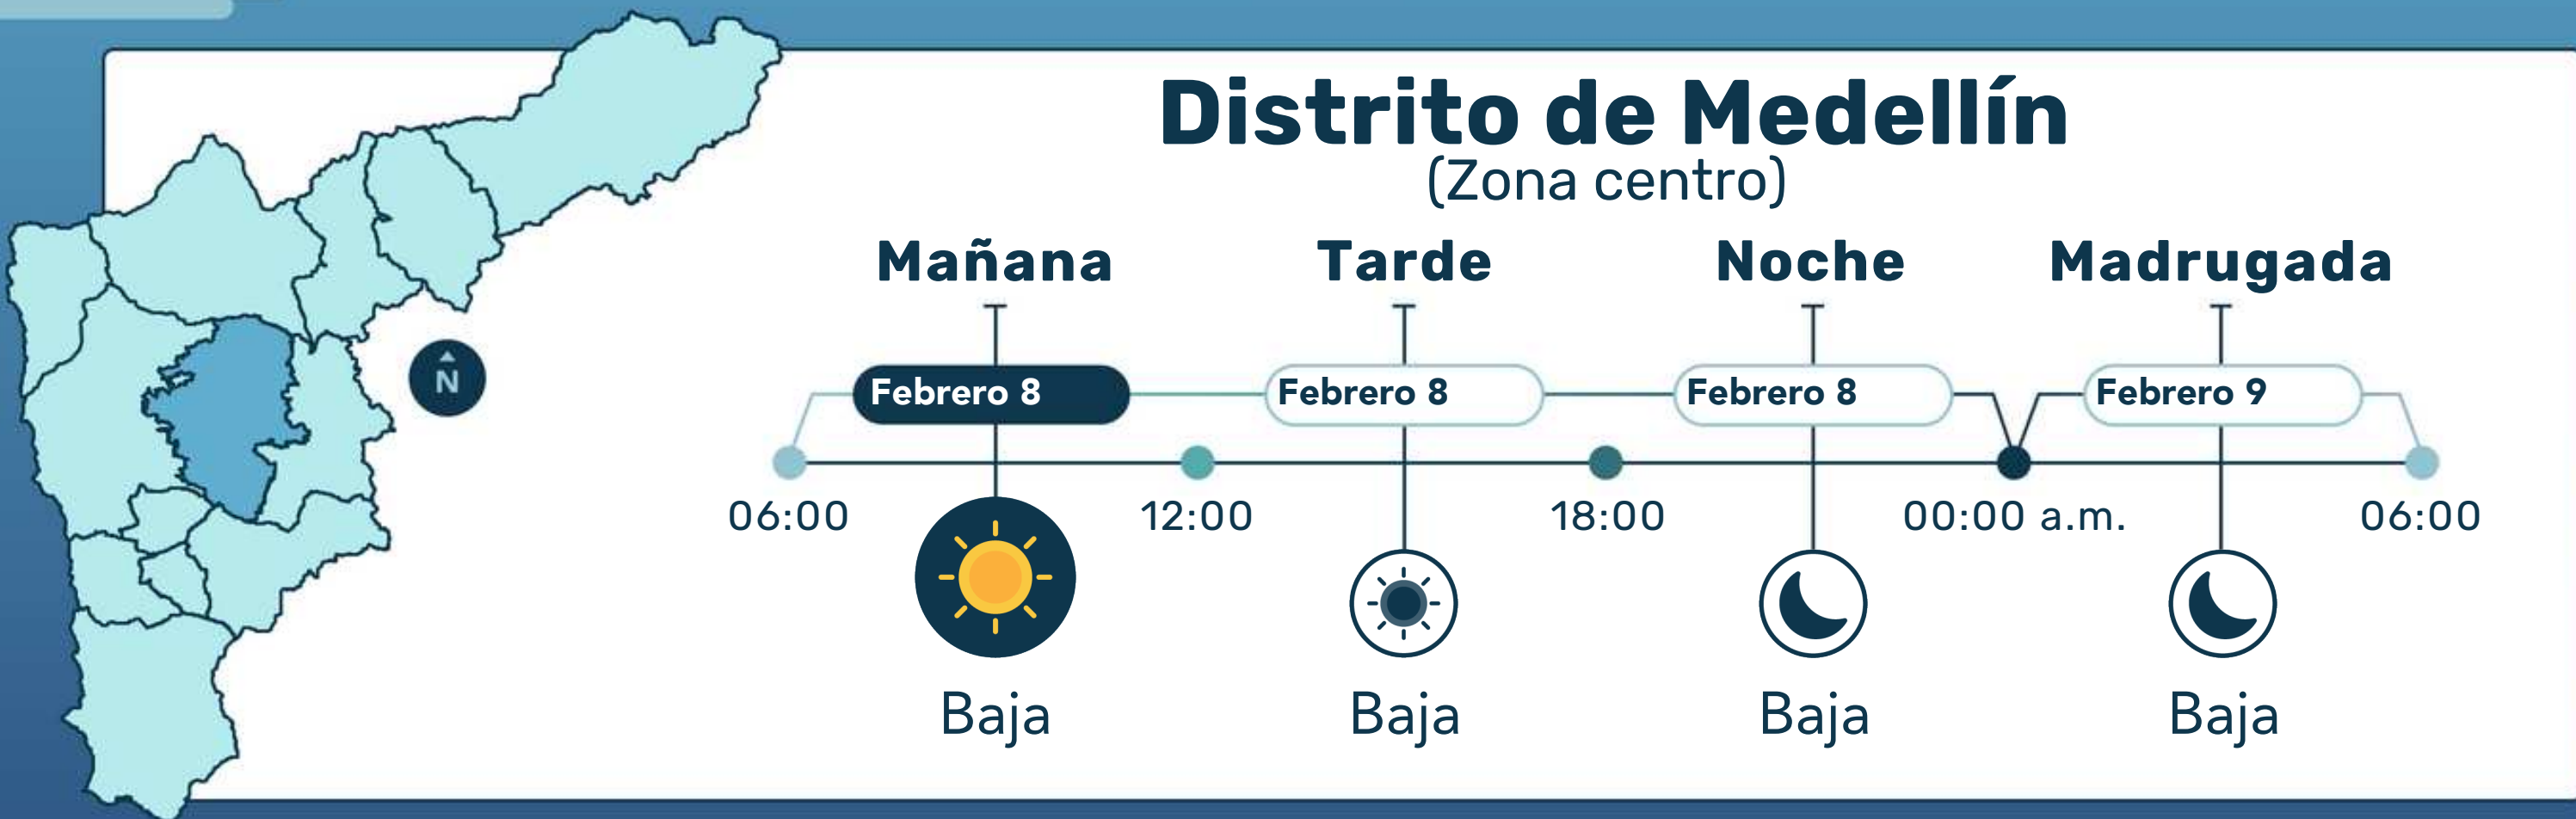 Distrito de Medellín
(Zona centro)
Mañana Tarde Noche Madrugada
Febrero 8 Febrero 8 Febrero 8 Febrero 9
N
06:00 12:00 18:00 00:00 a.m. 06:00
Baja Baja Baja Baja